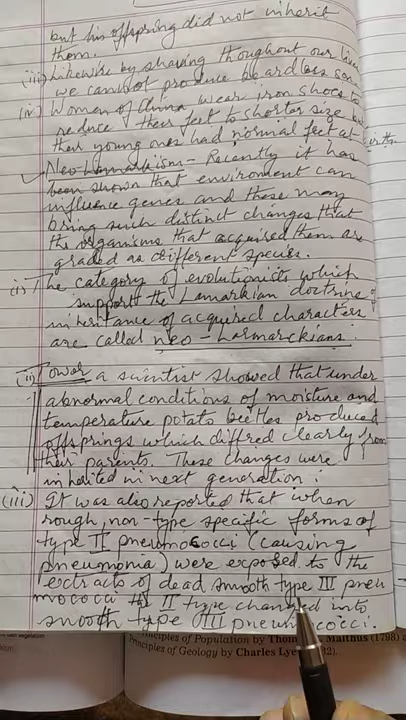 but his offspring did not inherit
them.
(iii) Likewise by shaving thoughout our lives
we cannot produce beardless son
(iv) Women of China wear iron shoes to
reduce their feet to shorter size but
their young ones had normal feet at birth
Neo-Lamarkism - Recently it has
been shown that environment can
influence genes and these may
bring such distinct changes that
the organisms that acquired them are
graded as different species.
(i) The category of evolutionists which
support the Lamarkian doctrine of
inheritance of acquired characters
are called neo-Larmarckians.
(ii) Tower a scientist showed that under
abnormal conditions of moisture and
temperature potato beetles produced
offsprings which diffred clearly from
their parents. These changes were
inherited in next generation.
(iii) It was also reported that when
rough, non-type specific forms of
type II pneumococci (causing
pneumonia) were exposed to the
extracts of dead smooth type III pneu
mococci II type changed into
smooth type III pneumococci.
ciples of Population by Thom Malthus (1798) a
Principles of Geology by Charles Lye 32).